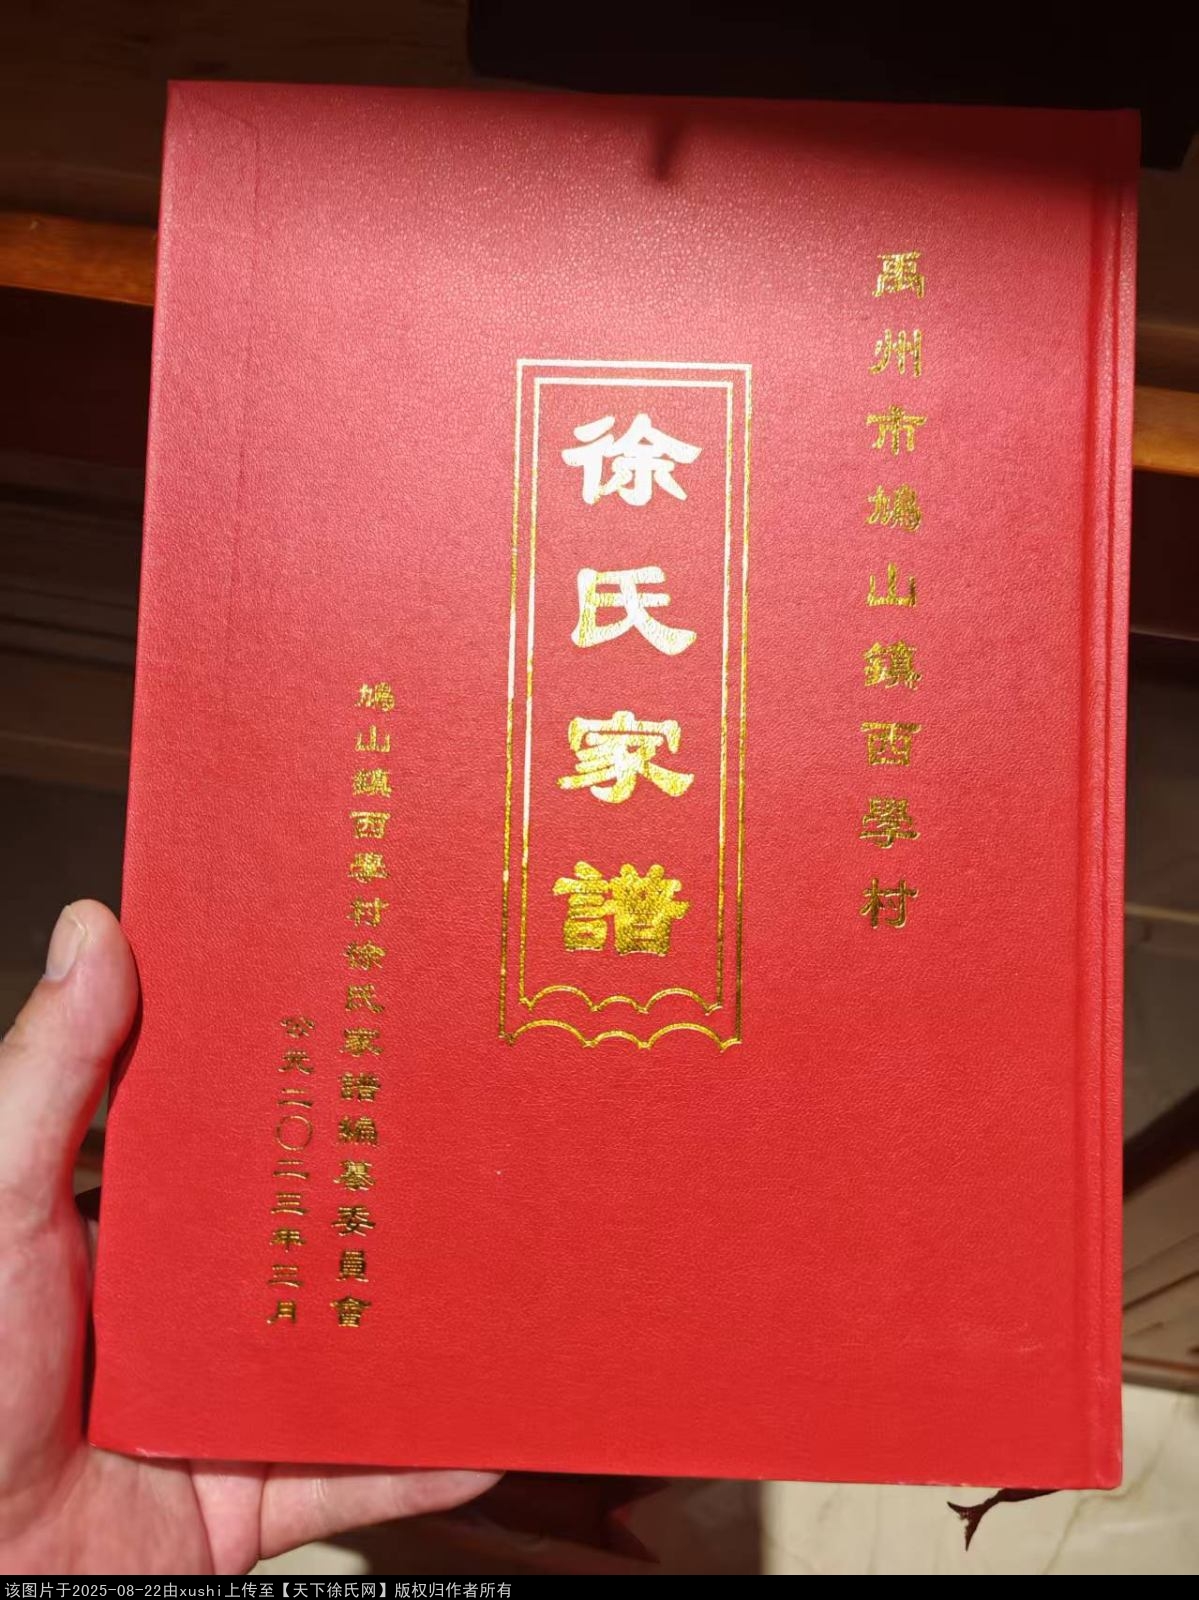 禹州市鳩山鎮西學村
徐氏家譜
鳩山鎮西學村徐氏家譜編纂委員會
公元二〇二三年三月
该图片于2025-08-22由xushi上传至【天下徐氏网】版权归作者所有